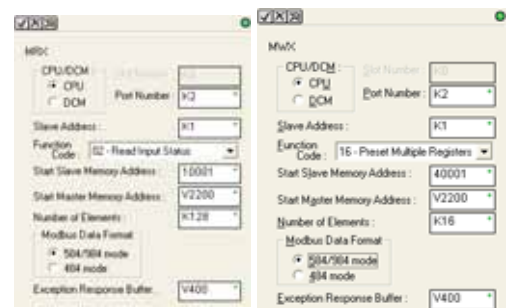 MRX
CPU/DCM
CPU
DCM
Slot Number :
K0
Port Number :
K2
Slave Address :
K1
Function
Code :
02 - Read Input Status
Start Slave Memory Address :
10001
Start Master Memory Address :
V2200
Number of Elements :
K128
Modbus Data Format
584/984 mode
484 mode
Exception Response Buffer :
V400
MWX
CPU/DCM :
CPU
DCM
Slot Number :
K0
Port Number :
K2
Slave Address :
K1
Function
Code :
16 - Preset Multiple Registers
Start Slave Memory Address :
40001
Start Master Memory Address :
V2200
Number of Elements :
K16
Modbus Data Format
584/984 mode
484 mode
Exception Response Buffer :
V400